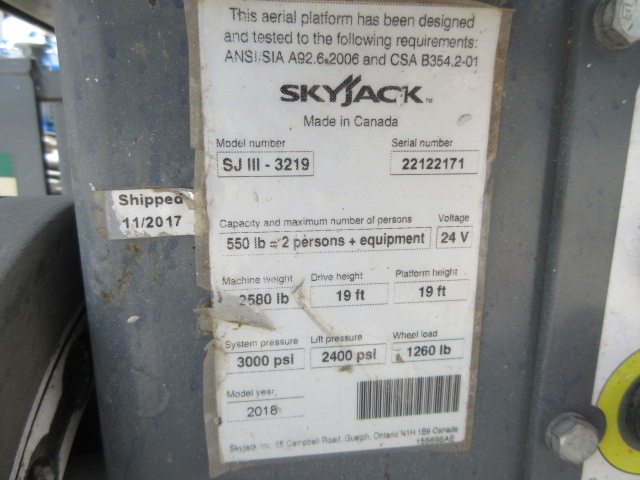 This aerial platform has been designed
and tested to the following requirements:
ANSI/SIA A92.6.2006 and CSA B354.2-01
SKYJACK
Made in Canada
Model number Serial number
SJ III - 3219 22122171
Shipped
11/2017
Capacity and maximum number of persons Voltage
550 lb = 2 persons + equipment 24 V
Machine weight Drive height Platform height
2580 lb 19 ft 19 ft
System pressure Lift pressure Wheel load
3000 psi 2400 psi 1260 lb
Model year
2018
Skyjack Inc. 55 Campbell Road, Guelph, Ontario N1H 1B9 Canada